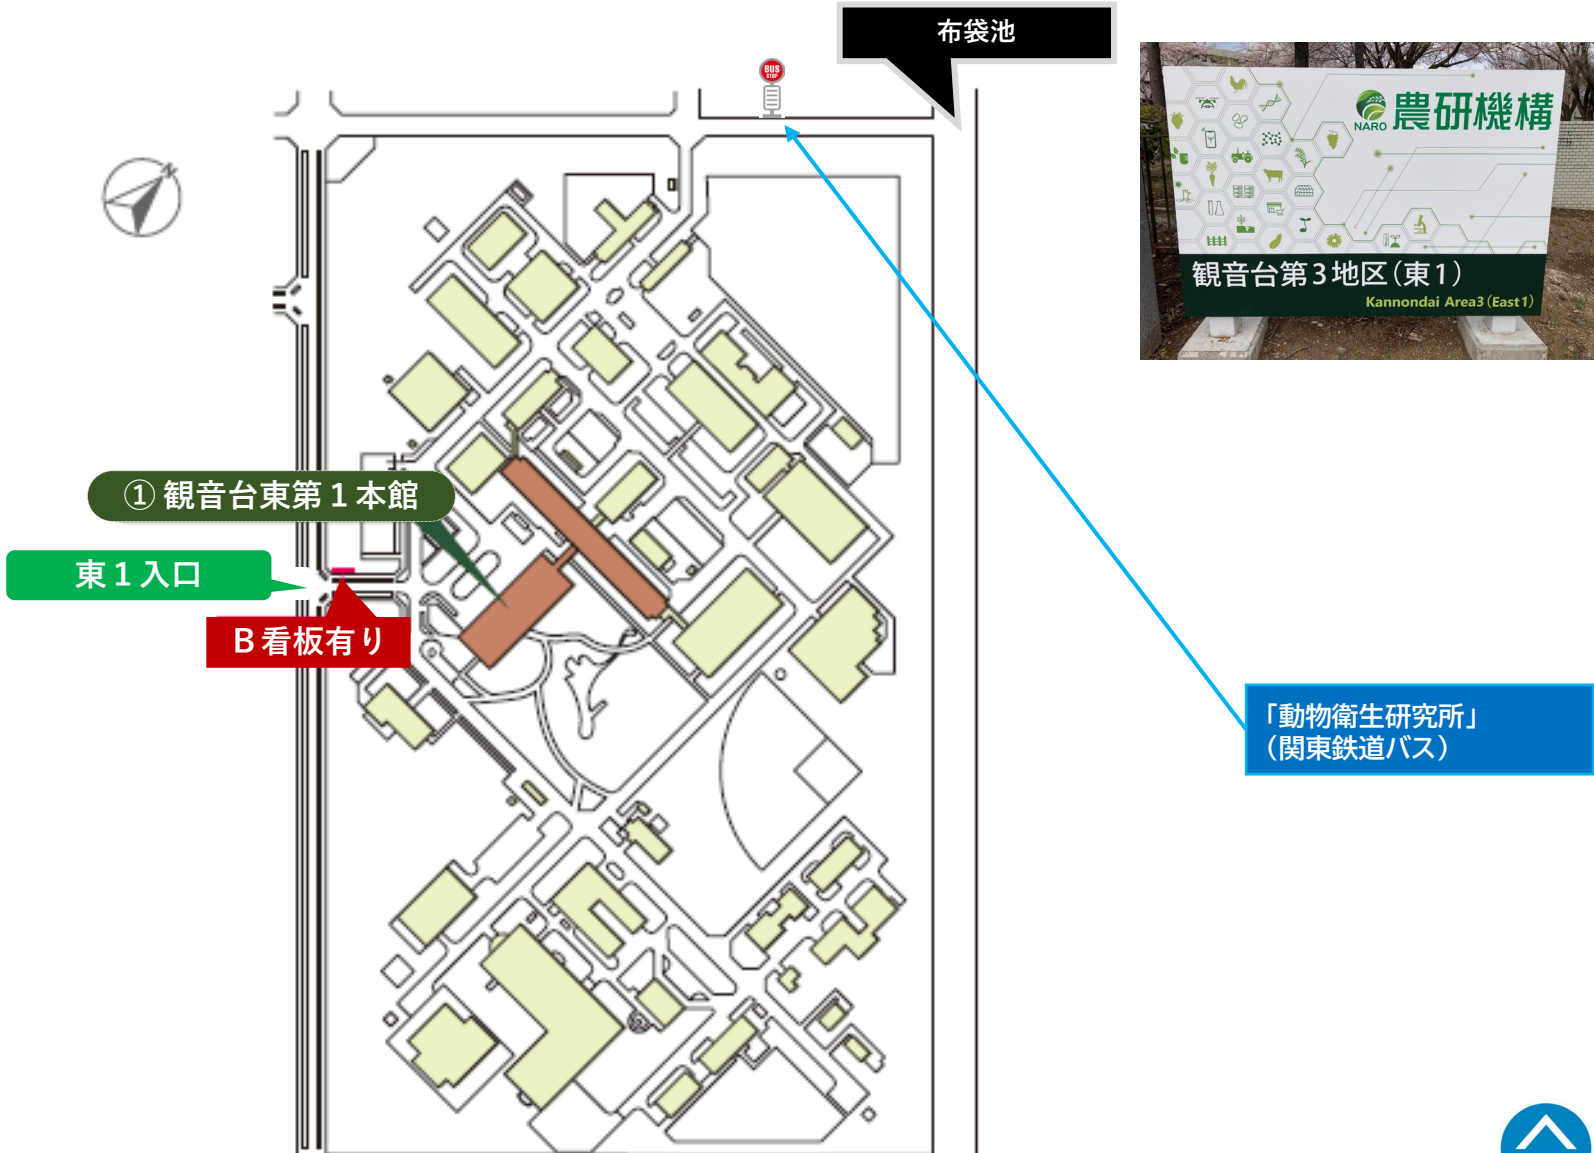 布袋池
BUS
STOP
N
NARO 農研機構
観音台第3地区(東1)
Kannondai Area3 (East1)
① 観音台東第１本館
東１入口
B看板有り
「動物衛生研究所」
（関東鉄道バス）